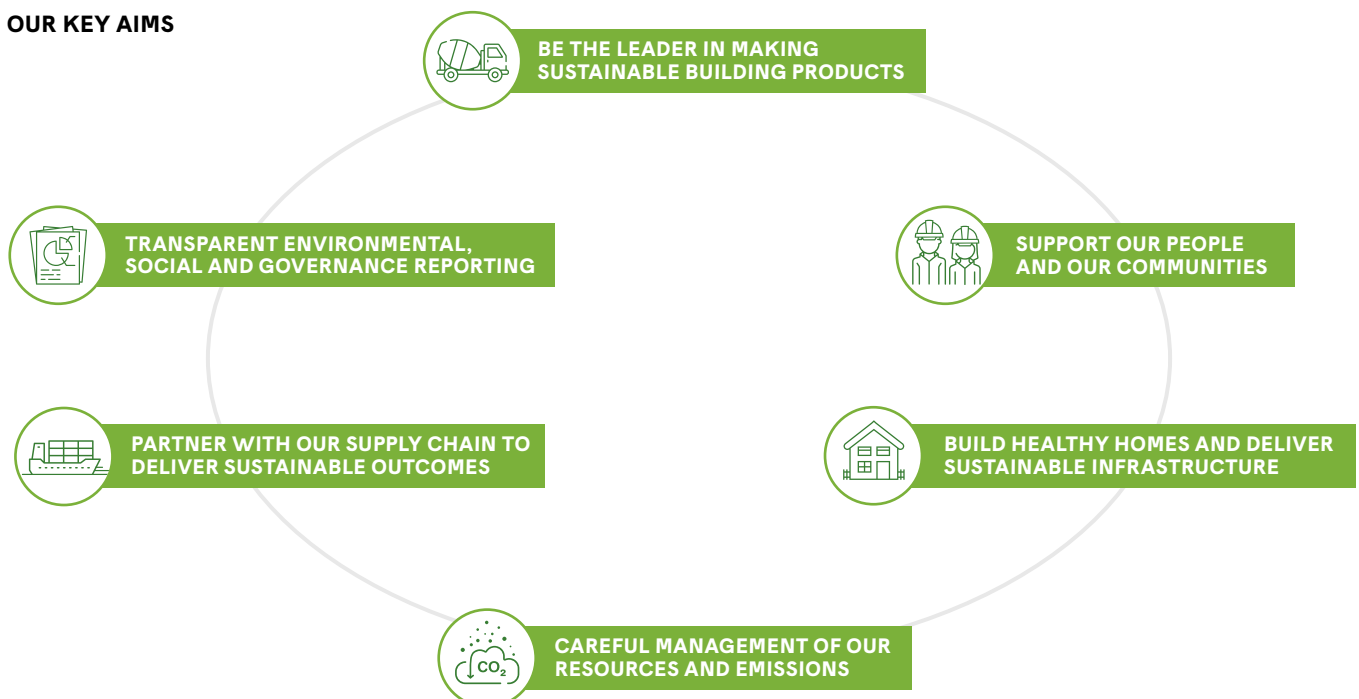 OUR KEY AIMS
BE THE LEADER IN MAKING
SUSTAINABLE BUILDING PRODUCTS
TRANSPARENT ENVIRONMENTAL,
SOCIAL AND GOVERNANCE REPORTING
SUPPORT OUR PEOPLE
AND OUR COMMUNITIES
PARTNER WITH OUR SUPPLY CHAIN TO
DELIVER SUSTAINABLE OUTCOMES
BUILD HEALTHY HOMES AND DELIVER
SUSTAINABLE INFRASTRUCTURE
CO₂
CAREFUL MANAGEMENT OF OUR
RESOURCES AND EMISSIONS